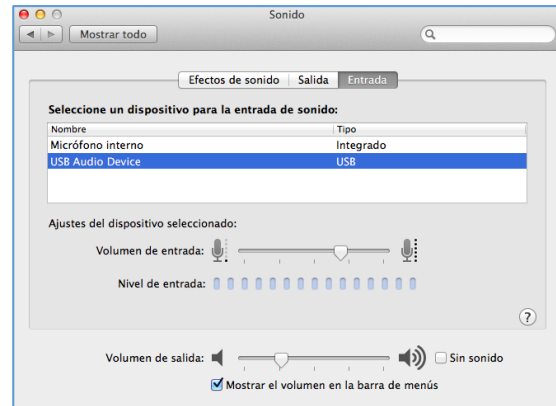 Sonido
Mostrar todo
Efectos de sonido Salida Entrada
Seleccione un dispositivo para la entrada de sonido:
Nombre Tipo
Micrófono interno Integrado
USB Audio Device USB
Ajustes del dispositivo seleccionado:
Volumen de entrada:
Nivel de entrada:
?
Volumen de salida: Sin sonido
Mostrar el volumen en la barra de menús